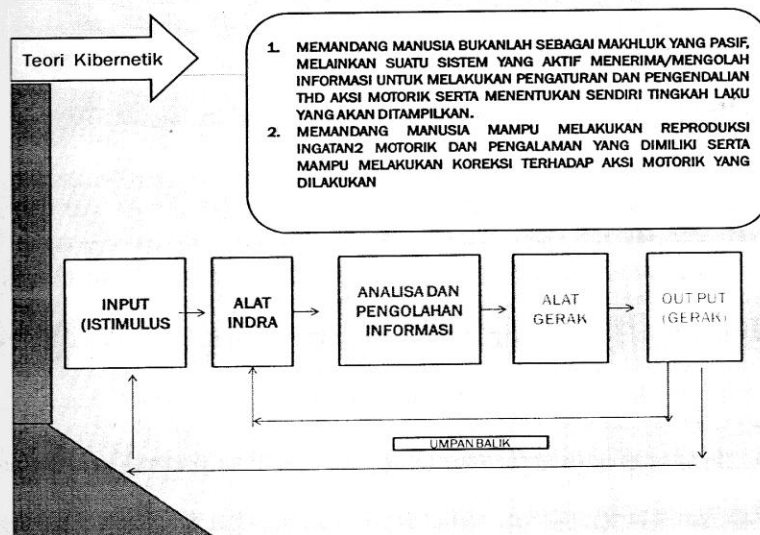 Teori Kibernetik
1. MEMANDANG MANUSIA BUKANLAH SEBAGAI MAKHLUK YANG PASIF,
MELAINKAN SUATU SISTEM YANG AKTIF MENERIMA/MENGOLAH
INFORMASI UNTUK MELAKUKAN PENGATURAN DAN PENGENDALIAN
THD AKSI MOTORIK SERTA MENENTUKAN SENDIRI TINGKAH LAKU
YANG AKAN DITAMPILKAN.
2. MEMANDANG MANUSIA MAMPU MELAKUKAN REPRODUKSI
INGATAN2 MOTORIK DAN PENGALAMAN YANG DIMILIKI SERTA
MAMPU MELAKUKAN KOREKSI TERHADAP AKSI MOTORIK YANG
DILAKUKAN
INPUT
(ISTIMULUS
ALAT
INDRA
ANALISA DAN
PENGOLAHAN
INFORMASI
ALAT
GERAK
OUTPUT
(GERAK)
UMPAN BALIK